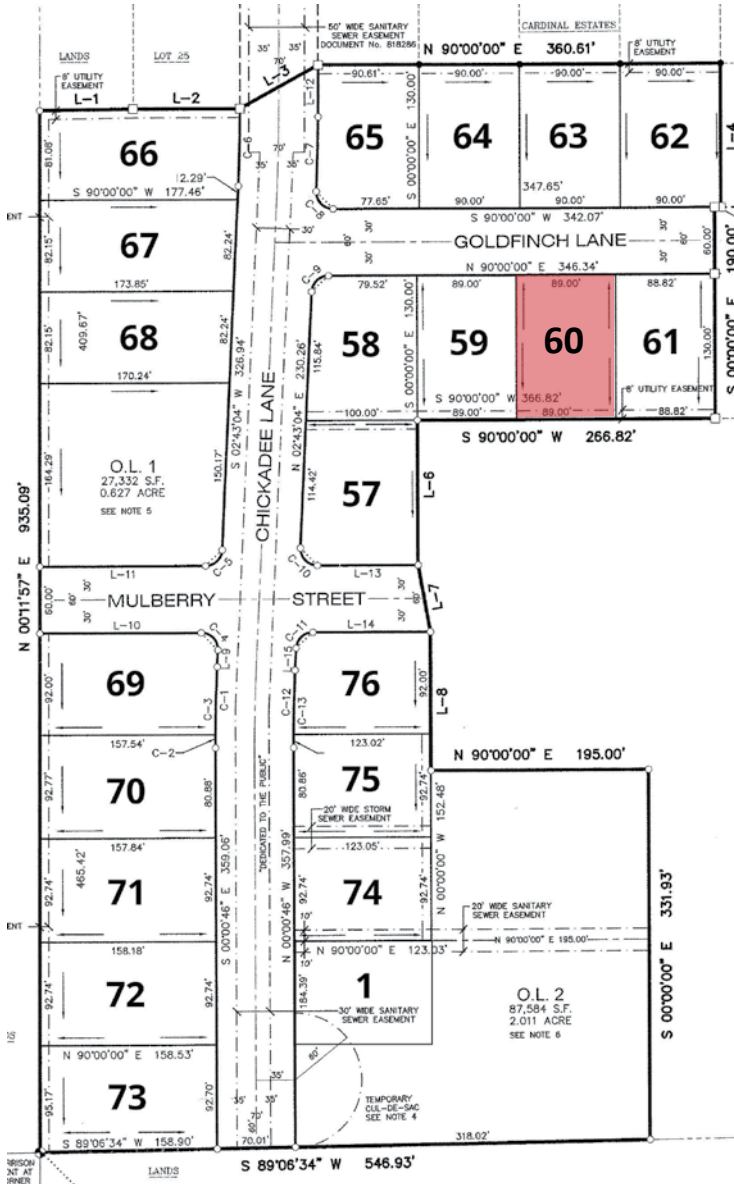 CARDINAL ESTATES
50' WIDE SANITARY
SEWER EASEMENT
DOCUMENT No. 818286
N 90°00'00" E 360.61'
8' UTILITY
EASEMENT
LANDS
LOT 25
8' UTILITY
EASEMENT
35'
35'
70'
L-1
L-2
L-3
L-12
90.61'
90.00'
90.00'
90.00'
L-4
81.08'
66
C-6
70'
35'
35'
C-7
65
S 00°00'00" E 130.00'
64
63
62
2.29'
S 90°00'00" W 177.46'
347.65'
C-8
77.65'
90.00'
90.00'
90.00'
S 90°00'00" W 342.07'
ENT
82.15'
67
82.24'
30'
60'
30'
GOLDFINCH LANE
30'
60'
30'
60.00'
190.00'
N 90°00'00" E 346.34'
173.85'
C-9
79.52'
89.00'
89.00'
88.82'
82.15'
409.67'
68
82.24'
S 02°43'04" W 326.94'
N 02°43'04" E 230.26'
115.84'
58
S 00°00'00" E 130.00'
59
60
61
130.00'
S 00°00'00" E
170.24'
CHICKADEE LANE
S 90°00'00" W 366.82'
8' UTILITY EASEMENT
100.00'
89.00'
89.00'
88.82'
S 90°00'00" W 266.82'
164.29'
O.L. 1
27,332 S.F.
0.627 ACRE
SEE NOTE 5
150.17'
114.42'
57
L-6
N 00°11'57" E 935.09'
C-5
C-10
L-11
L-13
60.00'
30'
60'
30'
MULBERRY STREET
30'
60'
30'
L-7
L-10
C-4
C-11
L-14
L-9
L-15
92.00'
69
C-3
C-1
C-12
C-13
76
92.00'
L-8
157.54'
C-2
123.02'
N 90°00'00" E 195.00'
92.77'
70
80.88'
"DEDICATED TO THE PUBLIC"
80.86'
75
92.74'
N 00°00'00" W 152.48'
20' WIDE STORM
SEWER EASEMENT
157.84'
123.05'
465.42'
92.74'
71
92.74'
S 00°00'46" E 359.06'
N 00°00'46" W 357.99'
92.74'
74
92.74'
20' WIDE SANITARY
SEWER EASEMENT
331.93'
ENT
10'
N 90°00'00" E 195.00'
158.18'
N 90°00'00" E 123.03'
10'
92.74'
72
92.74'
184.39'
1
30' WIDE SANITARY
SEWER EASEMENT
O.L. 2
87,584 S.F.
2.011 ACRE
SEE NOTE 6
S 00°00'00" E
N 90°00'00" E 158.53'
60'
35'
95.17'
73
92.70'
35'
35'
70'
60'
TEMPORARY
CUL-DE-SAC
SEE NOTE 4
S 89°06'34" W 158.90'
70.01'
318.02'
LANDS
S 89°06'34" W 546.93'
RRISON
ENT AT
ORNER